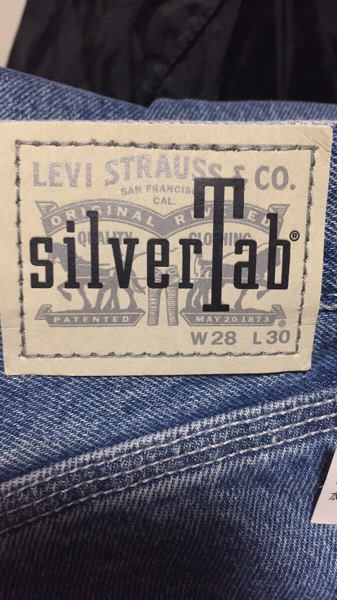 LEVI STRAUSS & CO.
SAN FRANCISCO
CAL.
ORIGINAL RIVETED
QUALITY CLOTHING
silverTab®
PATENTED MAY 20 1873 ®
W28 L30